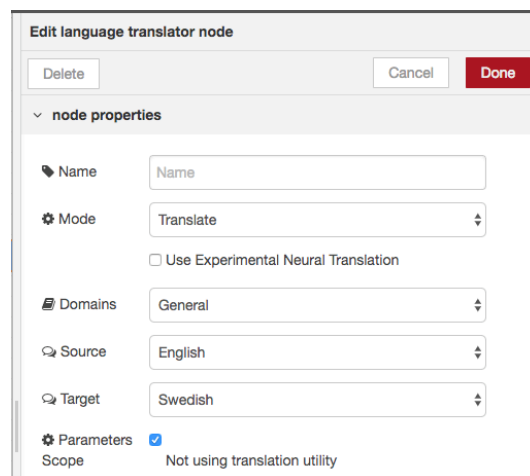 Edit language translator node
Delete Cancel Done
node properties
Name Name
Mode Translate
Use Experimental Neural Translation
Domains General
Source English
Target Swedish
Parameters
Scope Not using translation utility